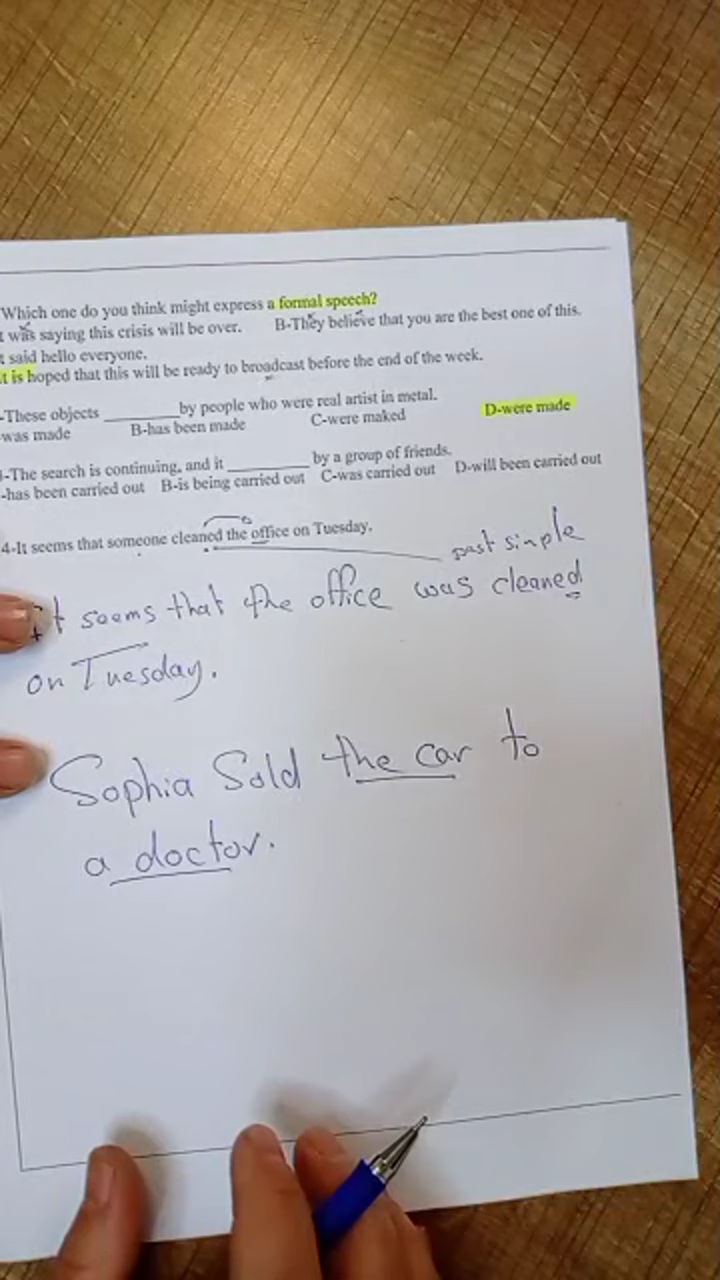 Which one do you think might express a formal speech?
t was saying this crisis will be over. B-They believe that you are the best one of this.
t said hello everyone.
t is hoped that this will be ready to broadcast before the end of the week.
-These objects ________ by people who were real artist in metal.
was made B-has been made C-were maked D-were made
-The search is continuing, and it ________ by a group of friends.
-has been carried out B-is being carried out C-was carried out D-will been carried out
4-It seems that someone cleaned the office on Tuesday.
past simple
It seems that the office was cleaned
on Tuesday.
Sophia Sold the car to
a doctor.